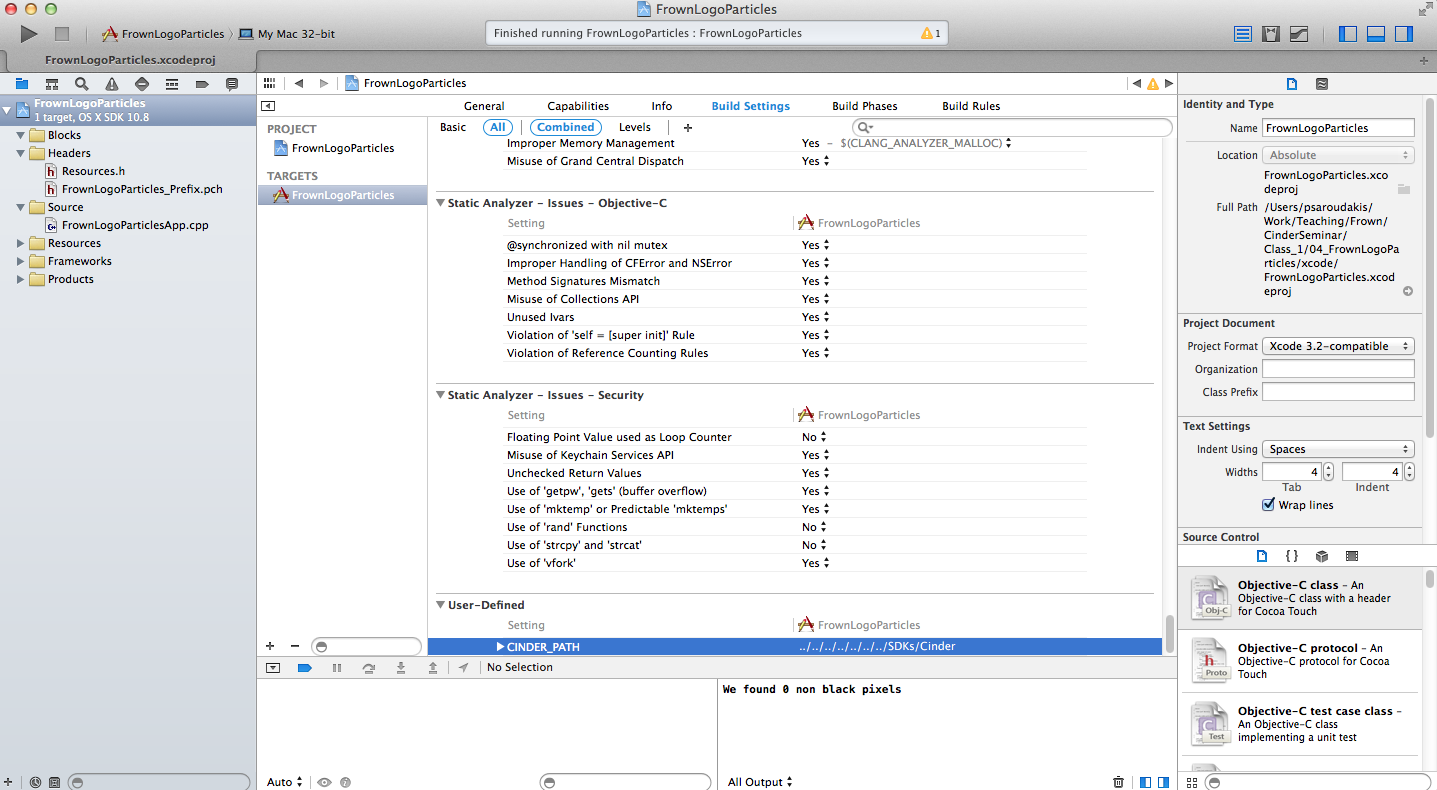 FrownLogoParticles
FrownLogoParticles 〉 My Mac 32-bit
Finished running FrownLogoParticles : FrownLogoParticles
1
FrownLogoParticles.xcodeproj
FrownLogoParticles
1 target, OS X SDK 10.8
Blocks
Headers
Resources.h
FrownLogoParticles_Prefix.pch
Source
FrownLogoParticlesApp.cpp
Resources
Frameworks
Products
FrownLogoParticles
General Capabilities Info Build Settings Build Phases Build Rules
PROJECT
FrownLogoParticles
TARGETS
FrownLogoParticles
Basic All Combined Levels +
Improper Memory Management Yes - $(CLANG_ANALYZER_MALLOC)
Misuse of Grand Central Dispatch Yes
Static Analyzer - Issues - Objective-C
Setting FrownLogoParticles
@synchronized with nil mutex Yes
Improper Handling of CFError and NSError Yes
Method Signatures Mismatch Yes
Misuse of Collections API Yes
Unused Ivars Yes
Violation of 'self = [super init]' Rule Yes
Violation of Reference Counting Rules Yes
Static Analyzer - Issues - Security
Setting FrownLogoParticles
Floating Point Value used as Loop Counter No
Misuse of Keychain Services API Yes
Unchecked Return Values Yes
Use of 'getpw', 'gets' (buffer overflow) Yes
Use of 'mktemp' or Predictable 'mktemps' Yes
Use of 'rand' Functions No
Use of 'strcpy' and 'strcat' No
Use of 'vfork' Yes
User-Defined
Setting FrownLogoParticles
CINDER_PATH ../../../../../../../SDKs/Cinder
No Selection
We found 0 non black pixels
Auto
All Output
Identity and Type
Name FrownLogoParticles
Location Absolute
FrownLogoParticles.xco
deproj
Full Path /Users/psaroudakis/
Work/Teaching/Frown/
CinderSeminar/
Class_1/04_FrownLogoPa
rticles/xcode/
FrownLogoParticles.xcod
eproj
Project Document
Project Format Xcode 3.2-compatible
Organization
Class Prefix
Text Settings
Indent Using Spaces
Widths 4 4
Tab Indent
Wrap lines
Source Control
{ }
Objective-C class - An
Objective-C class with a header
for Cocoa Touch
Obj-C
Objective-C protocol - An
Objective-C protocol for Cocoa
Touch
h
Proto
Objective-C test case class -
An Objective-C class
implementing a unit test
Test